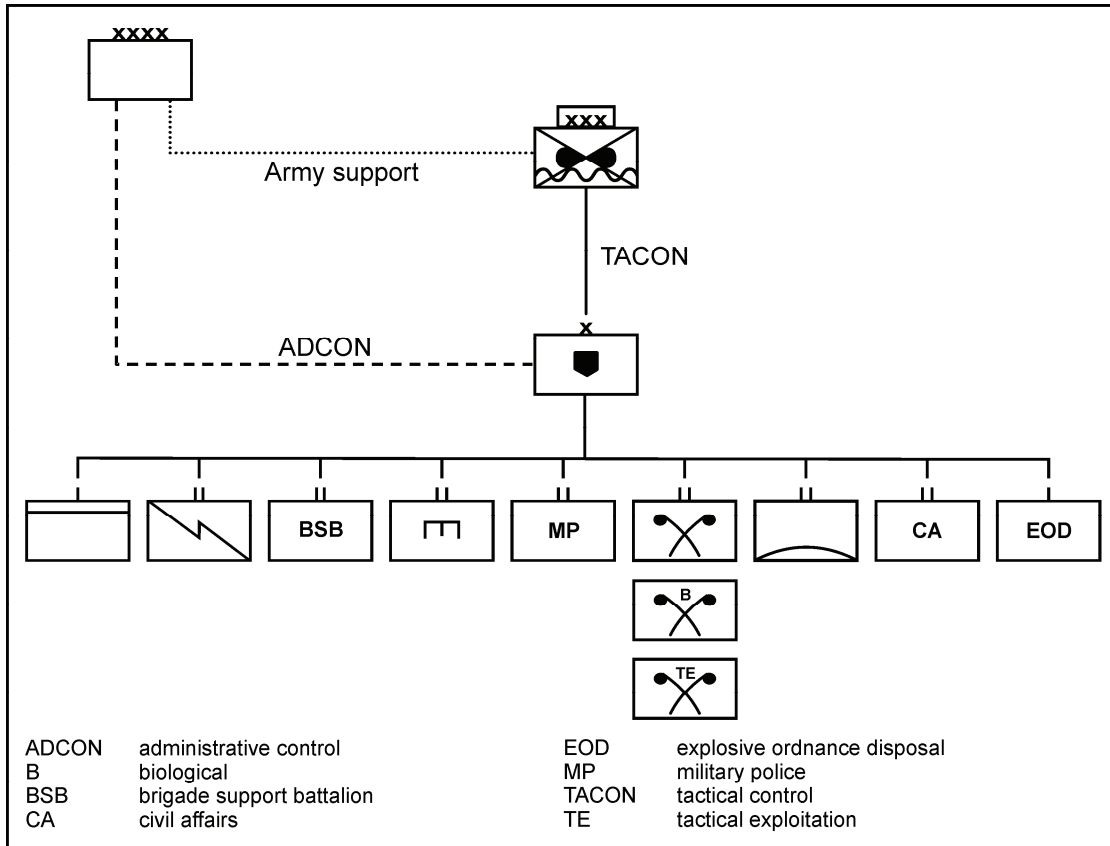 XXXX
XXX
Army support
TACON
X
ADCON
BSB
MP
CA
EOD
B
TE
ADCON administrative control
B biological
BSB brigade support battalion
CA civil affairs
EOD explosive ordnance disposal
MP military police
TACON tactical control
TE tactical exploitation